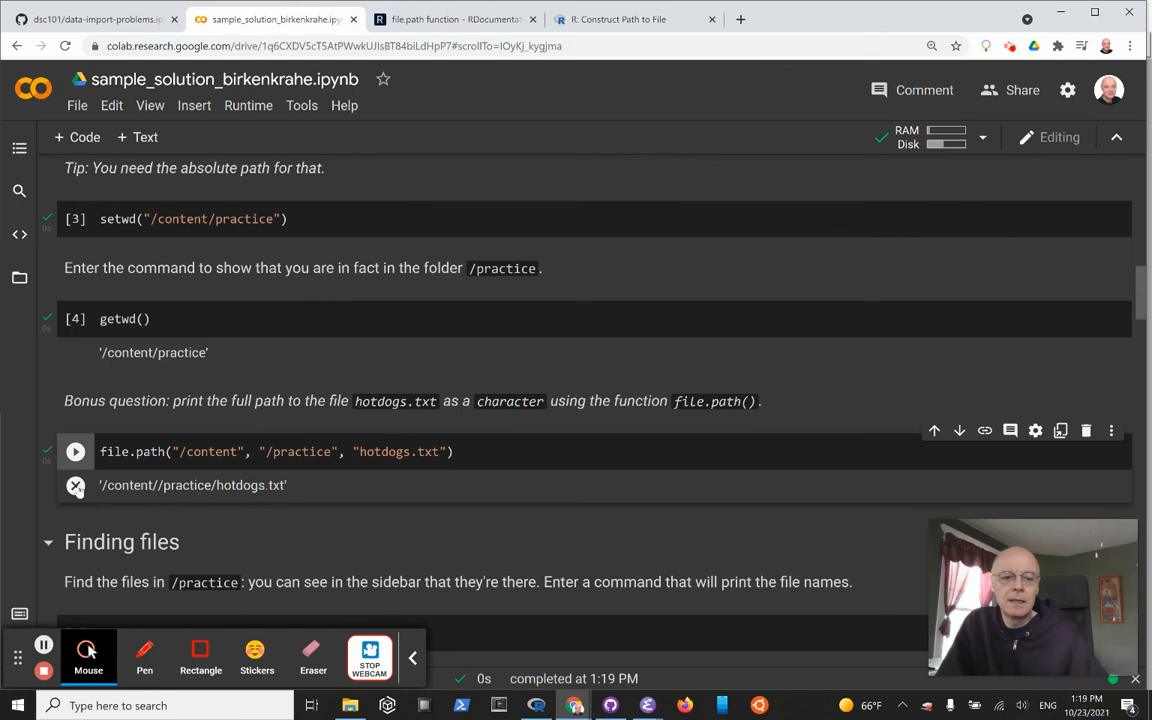 data-import-problems.ip
sample_solution_birkenkrahe.ip
file.path function - RDocumenta
R: Construct Path to File
colab.research.google.com/drive/1q6CXDV5cT5AtPWwkUJIsBT84biLdHpP7#scrollTo=IOyKj_kygjma
sample_solution_birkenkrahe.ipynb
Comment
Share
File Edit View Insert Runtime Tools Help
+ Code + Text
RAM
Disk
Editing
Tip: You need the absolute path for that.
[3] setwd("/content/practice")
0s
Enter the command to show that you are in fact in the folder /practice.
[4] getwd()
0s
'/content/practice'
Bonus question: print the full path to the file hotdogs.txt as a character using the function file.path().
file.path("/content", "/practice", "hotdogs.txt")
0s
'/content//practice/hotdogs.txt'
Finding files
Find the files in /practice: you can see in the sidebar that they're there. Enter a command that will print the file names.
Mouse
Pen
Rectangle
Stickers
Eraser
STOP
WEBCAM
0s completed at 1:19 PM
Type here to search
66°F
ENG
1:19 PM
10/23/2021
4